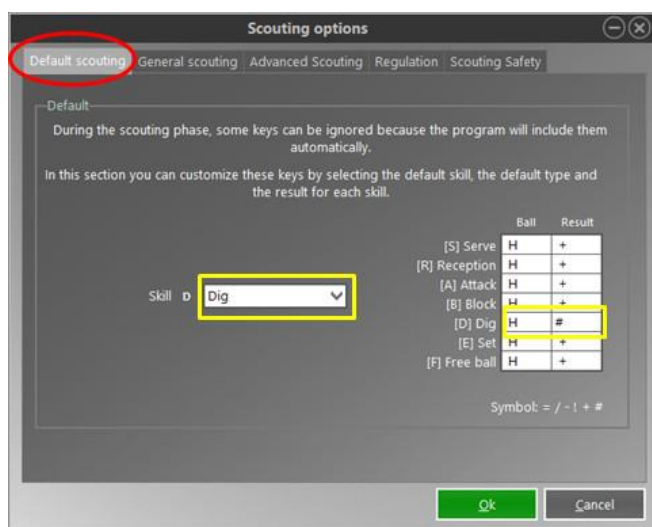 Scouting options
Default scouting General scouting Advanced Scouting Regulation Scouting Safety
Default
During the scouting phase, some keys can be ignored because the program will include them
automatically.
In this section you can customize these keys by selecting the default skill, the default type and
the result for each skill.
Ball Result
[S] Serve H +
[R] Reception H +
[A] Attack H +
[B] Block H +
Skill D Dig
[D] Dig H #
[E] Set H +
[F] Free ball H +
Symbol: = / - ! + #
Ok Cancel